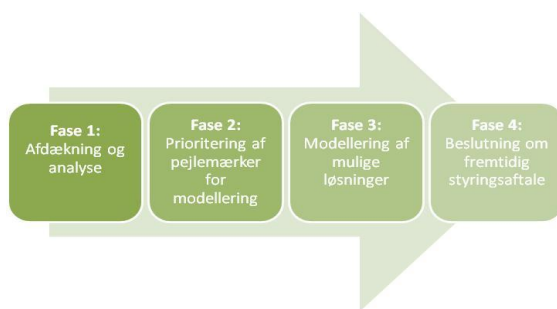 Fase 1:
Afdækning og
analyse
Fase 2:
Prioritering af
pejlemærker
for
modellering
Fase 3:
Modellering af
mulige
løsninger
Fase 4:
Beslutning om
fremtidig
styringsaftale